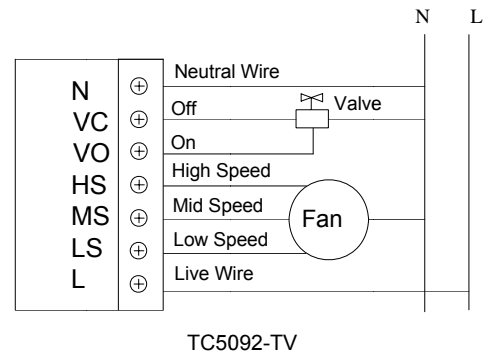 N L
N Neutral Wire
VC Off Valve
VO On
HS High Speed
MS Mid Speed Fan
LS Low Speed
L Live Wire
TC5092-TV